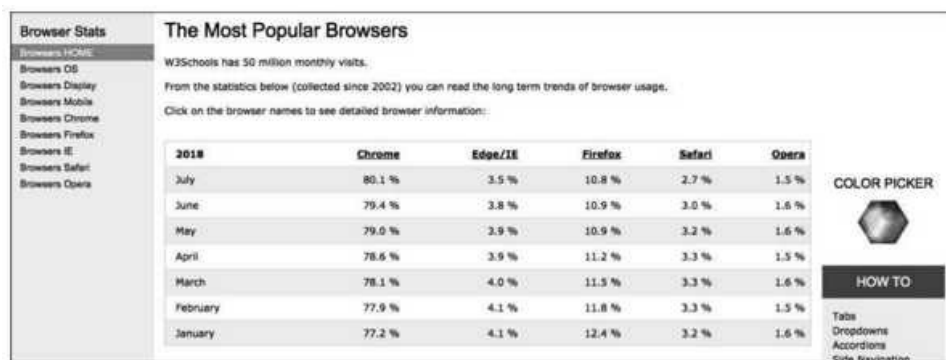 Browser Stats
Browsers HOME
Browsers OS
Browsers Display
Browsers Mobile
Browsers Chrome
Browsers Firefox
Browsers IE
Browsers Safari
Browsers Opera
The Most Popular Browsers
W3Schools has 50 million monthly visits.
From the statistics below (collected since 2002) you can read the long term trends of browser usage.
Click on the browser names to see detailed browser information:
2018 Chrome Edge/IE Firefox Safari Opera
July 80.1 % 3.5 % 10.8 % 2.7 % 1.5 %
June 79.4 % 3.8 % 10.9 % 3.0 % 1.6 %
May 79.0 % 3.9 % 10.9 % 3.2 % 1.6 %
April 78.6 % 3.9 % 11.2 % 3.3 % 1.5 %
March 78.1 % 4.0 % 11.5 % 3.3 % 1.6 %
February 77.9 % 4.1 % 11.8 % 3.3 % 1.5 %
January 77.2 % 4.1 % 12.4 % 3.2 % 1.6 %
COLOR PICKER
HOW TO
Tabs
Dropdowns
Accordions
Side Navigation